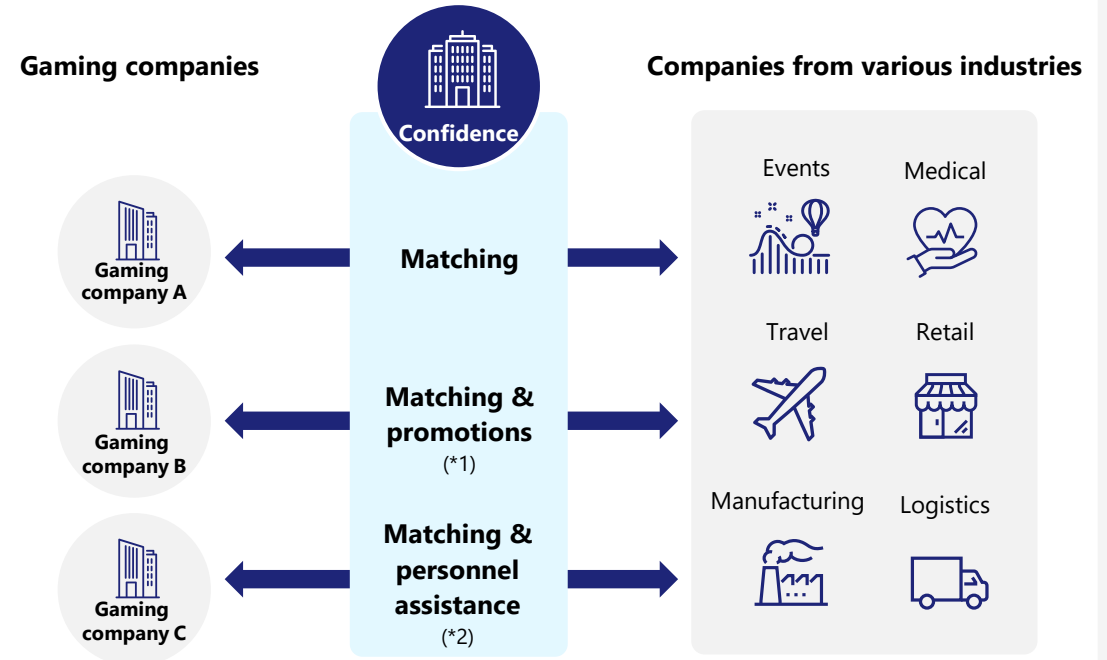 Gaming companies
Confidence
Companies from various industries
Gaming
company A
Matching
Events
Medical
Gaming
company B
Matching &
promotions
(*1)
Travel
Retail
Gaming
company C
Matching &
personnel
assistance
(*2)
Manufacturing
Logistics